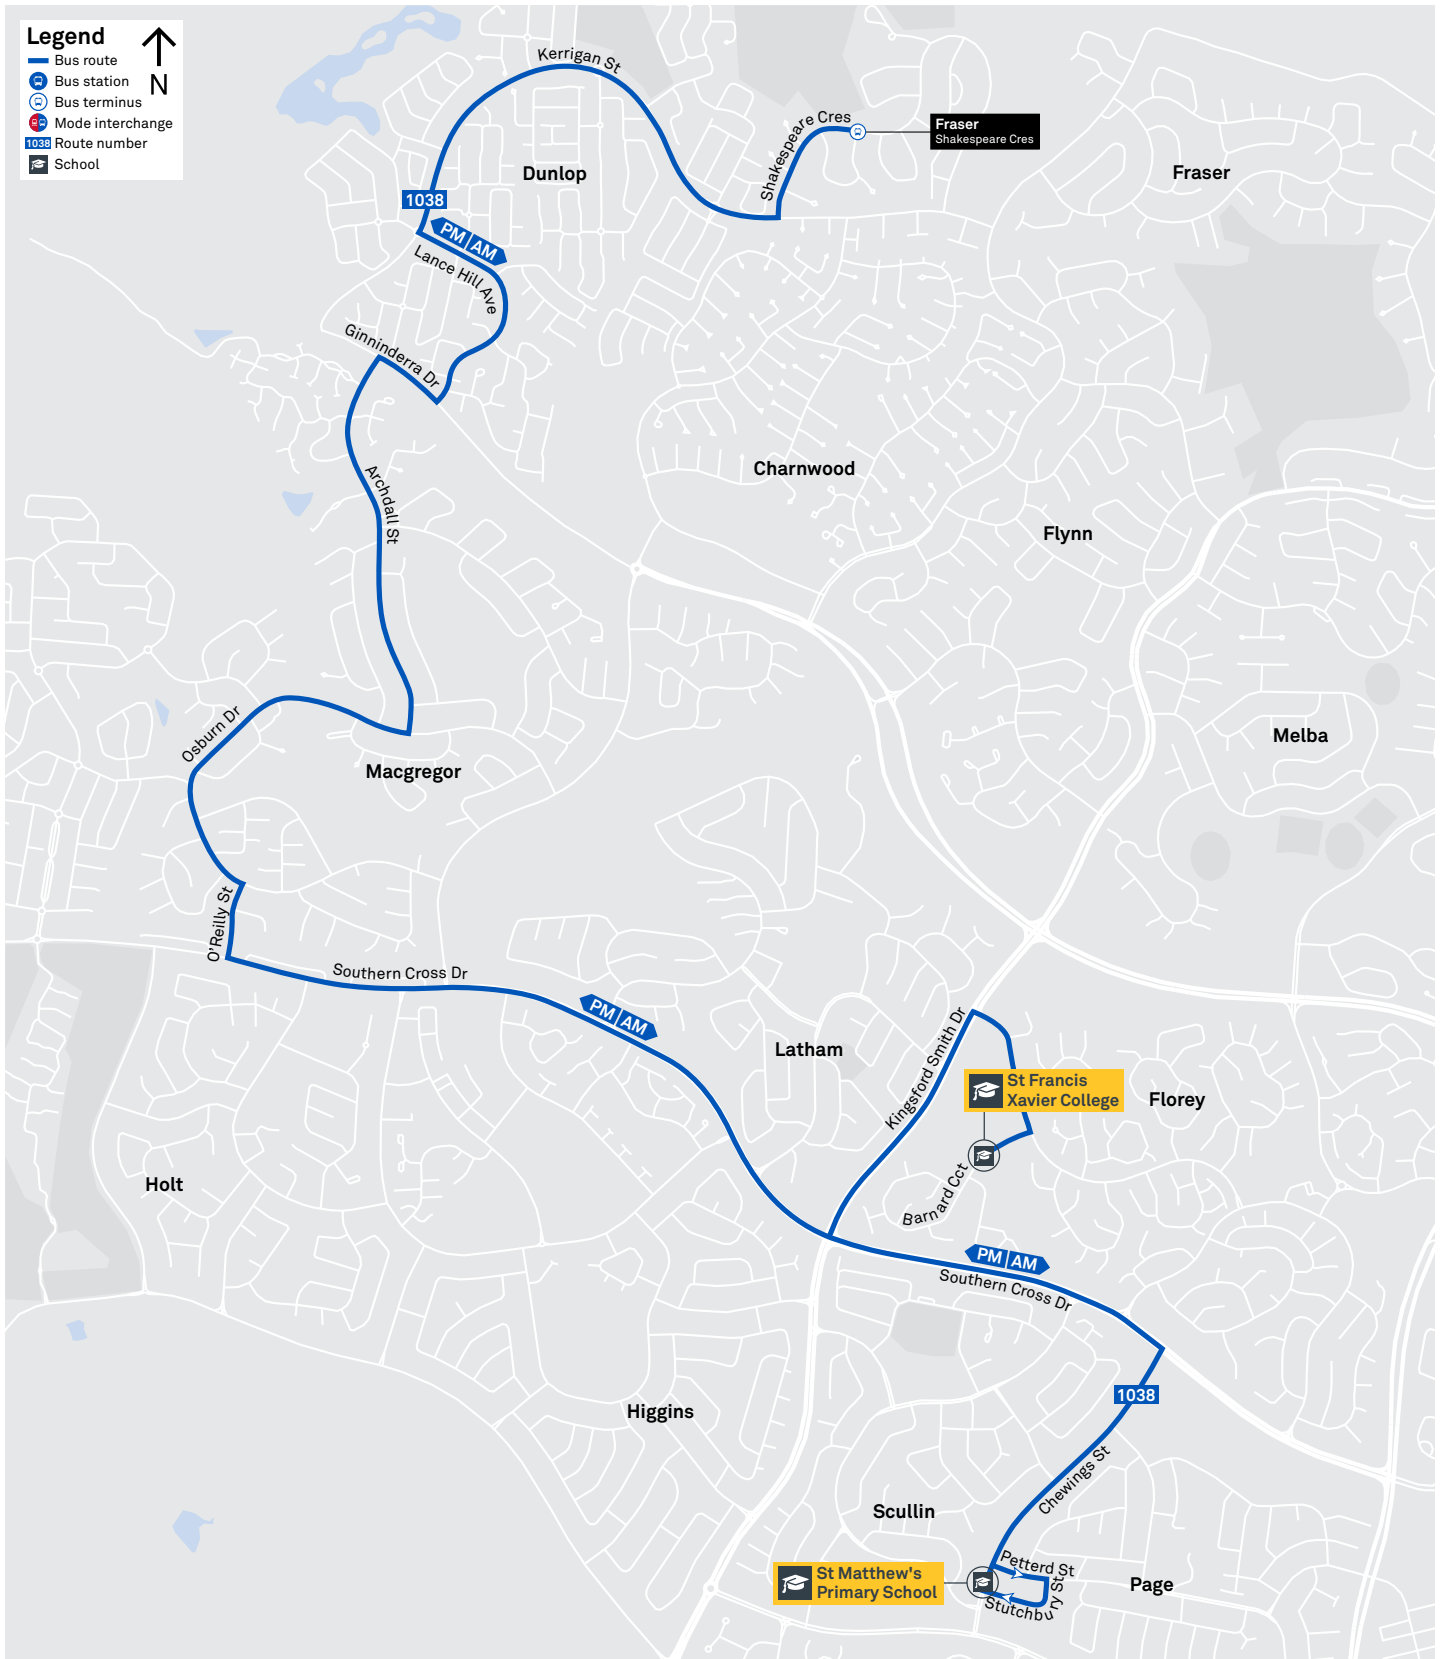 Legend
N
Bus route
Bus station
Bus terminus
Mode interchange
1038 Route number
School
Kerrigan St
Shakespeare Cres
Fraser
Shakespeare Cres
Dunlop
Fraser
1038
PM AM
Lance Hill Ave
Ginninderra Dr
Charnwood
Archdall St
Flynn
Osburn Dr
Melba
Macgregor
O'Reilly St
Southern Cross Dr
PM AM
Kingsford Smith Dr
Latham
St Francis
Xavier College
Florey
Holt
Barnard Cct
PM AM
Southern Cross Dr
1038
Higgins
Chewings St
Scullin
Petterd St
St Matthew's
Primary School
Page
Stutchbury St